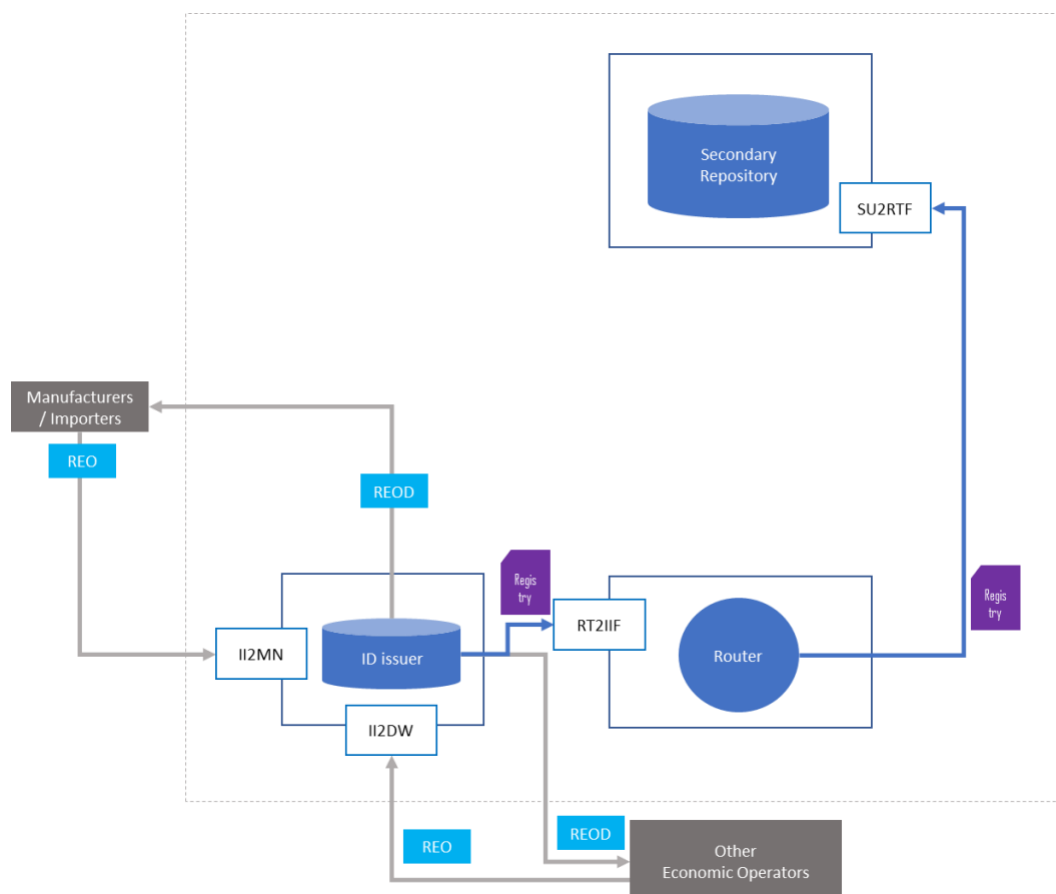 Secondary
Repository
SU2RTF
Manufacturers
/ Importers
REO
REOD
Regis
try
Regis
try
RT2IIF
II2MN
ID issuer
Router
II2DW
REO
REOD
Other
Economic Operators